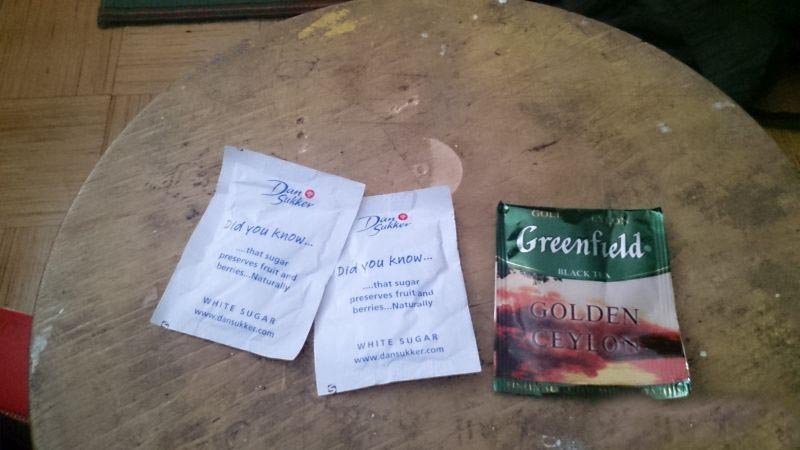 Dan
Sukker
Did you know...
....that sugar
preserves fruit and
berries...Naturally
WHITE SUGAR
www.dansukker.com
Dan
Sukker
Did you know...
....that sugar
preserves fruit and
berries...Naturally
WHITE SUGAR
www.dansukker.com
GOLDEN CEYLON
Greenfield
BLACK TEA
GOLDEN
CEYLON